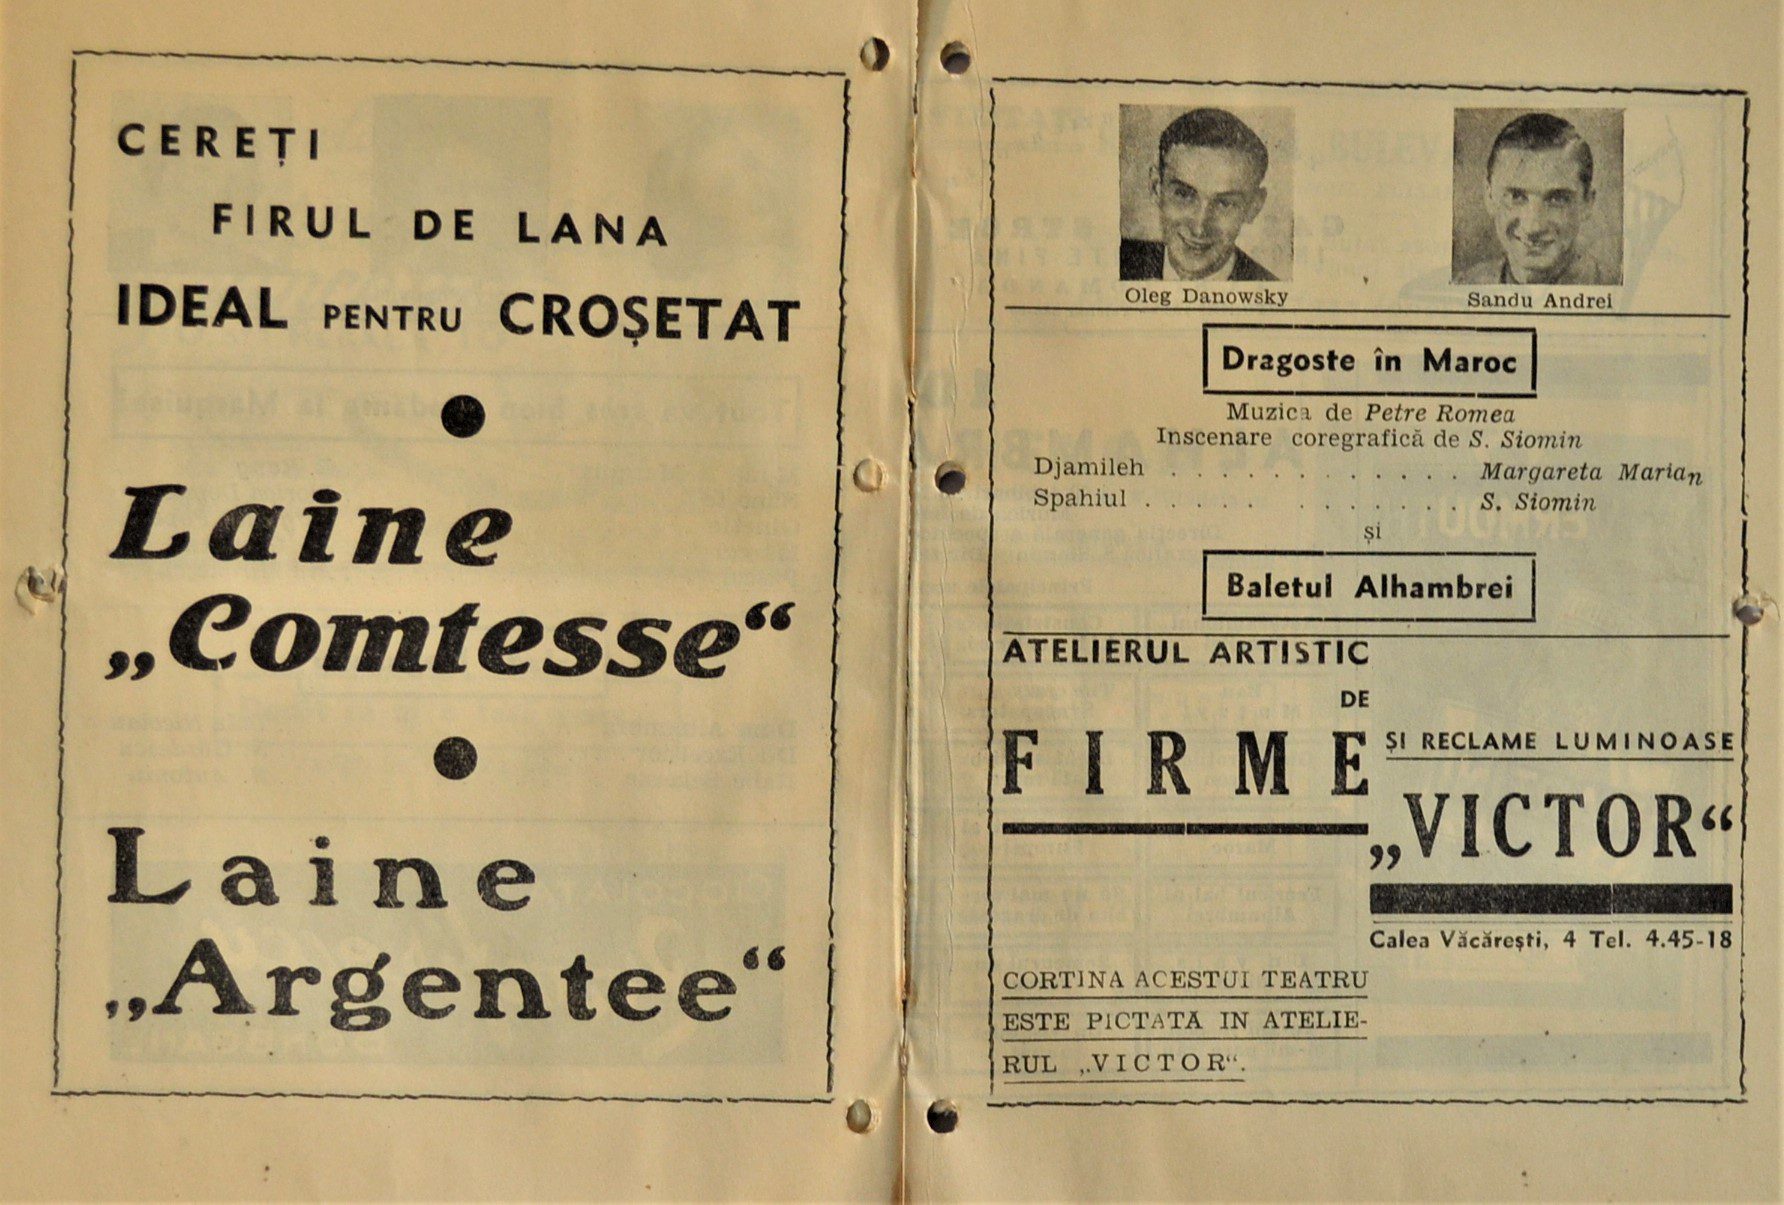 CEREȚI
FIRUL DE LANA
IDEAL PENTRU CROȘETAT
Laine
„Comtesse“
Laine
„Argentee“
Oleg Danowsky
Sandu Andrei
Dragoste în Maroc
Muzica de Petre Romea
Inscenare coregrafică de S. Siomin
Djamileh . . . . . . . . . . . . Margareta Marian
Spahiul . . . . . . . . . . . . S. Siomin
și
Baletul Alhambrei
ATELIERUL ARTISTIC
DE
FIRME
ȘI RECLAME LUMINOASE
„VICTOR“
Calea Văcărești, 4 Tel. 4.45-18
CORTINA ACESTUI TEATRU
ESTE PICTATĂ IN ATELIE-
RUL „VICTOR“.